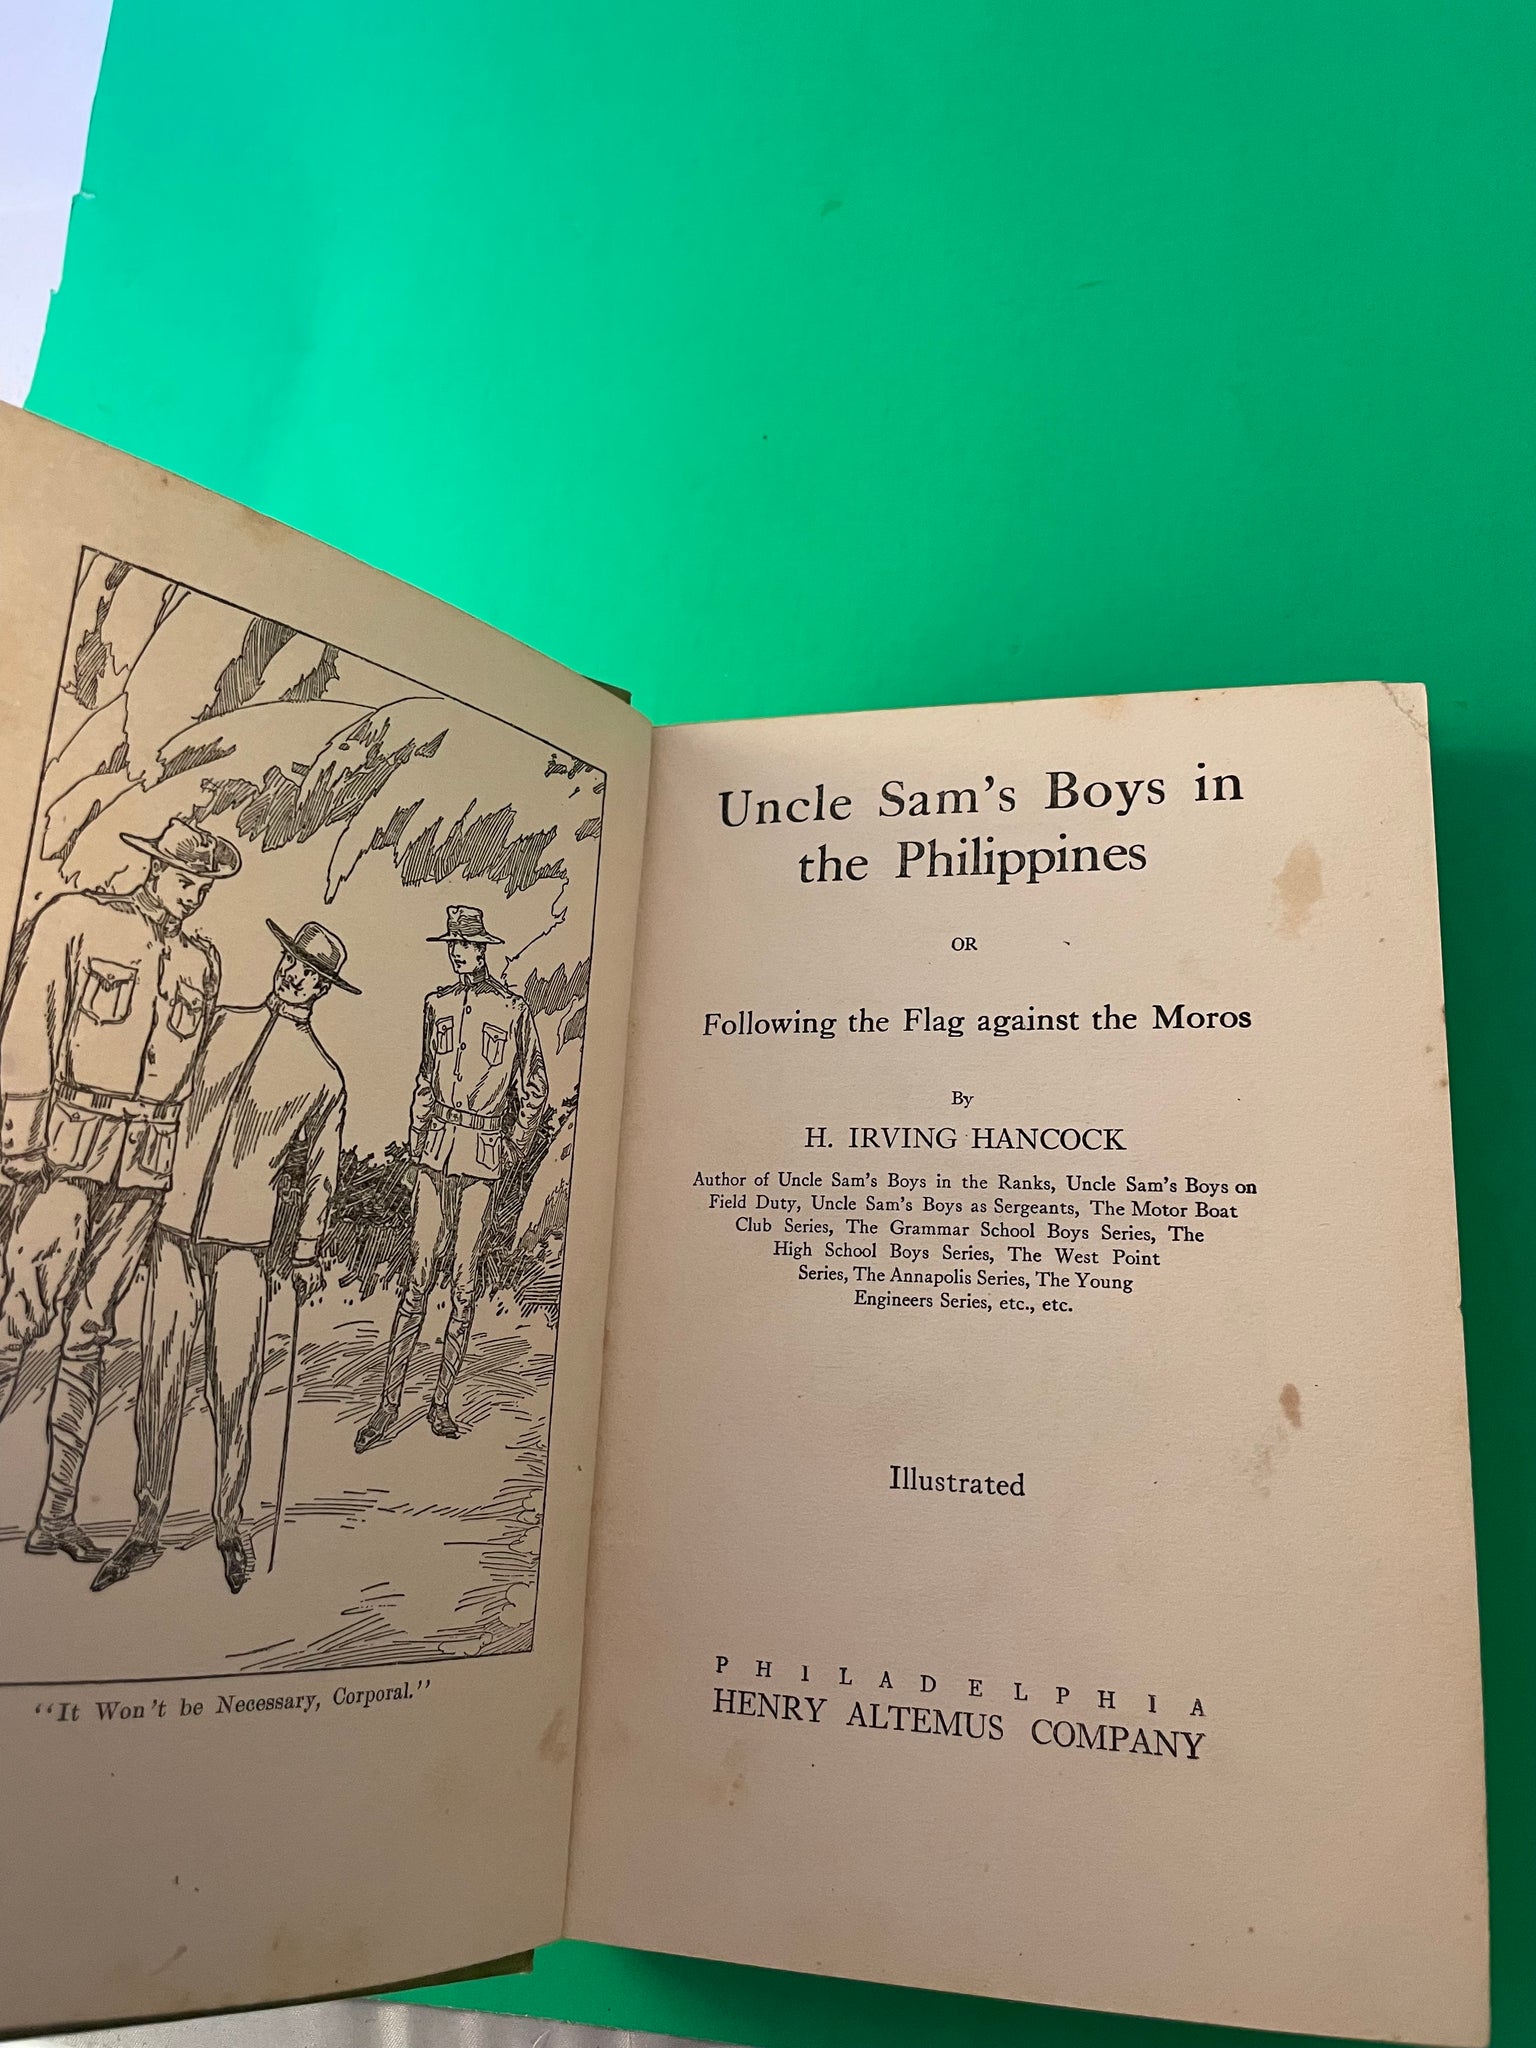 "It Won't be Necessary, Corporal."
Uncle Sam's Boys in
the Philippines
OR
Following the Flag against the Moros
By
H. IRVING HANCOCK
Author of Uncle Sam's Boys in the Ranks, Uncle Sam's Boys on
Field Duty, Uncle Sam's Boys as Sergeants, The Motor Boat
Club Series, The Grammar School Boys Series, The
High School Boys Series, The West Point
Series, The Annapolis Series, The Young
Engineers Series, etc., etc.
Illustrated
PHILADELPHIA
HENRY ALTEMUS COMPANY